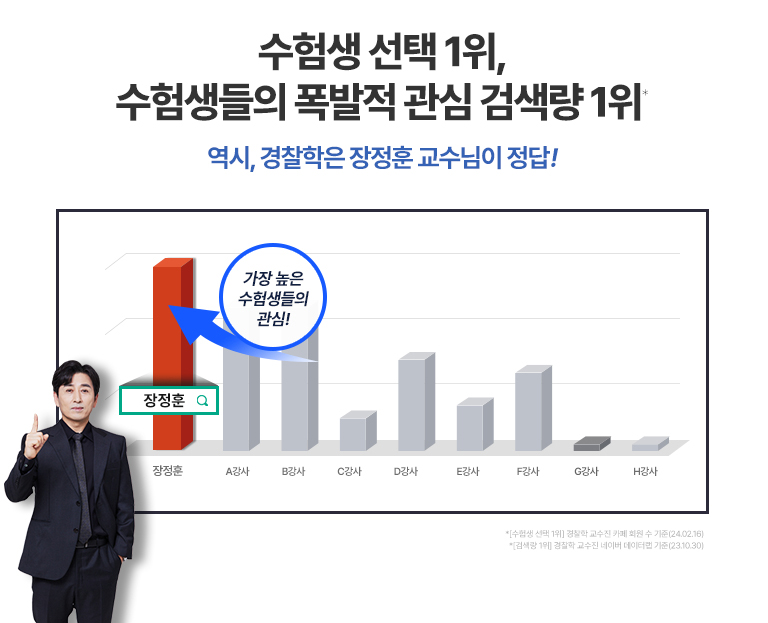 수험생 선택 1위,
수험생들의 폭발적 관심 검색량 1위*
역시, 경찰학은 장정훈 교수님이 정답!
가장 높은
수험생들의
관심!
장정훈
장정훈 A강사 B강사 C강사 D강사 E강사 F강사 G강사 H강사
*[수험생 선택 1위] 경찰학 교수진 카페 회원 수 기준(24.02.16)
*[검색량 1위] 경찰학 교수진 네이버 데이터랩 기준(23.10.30)